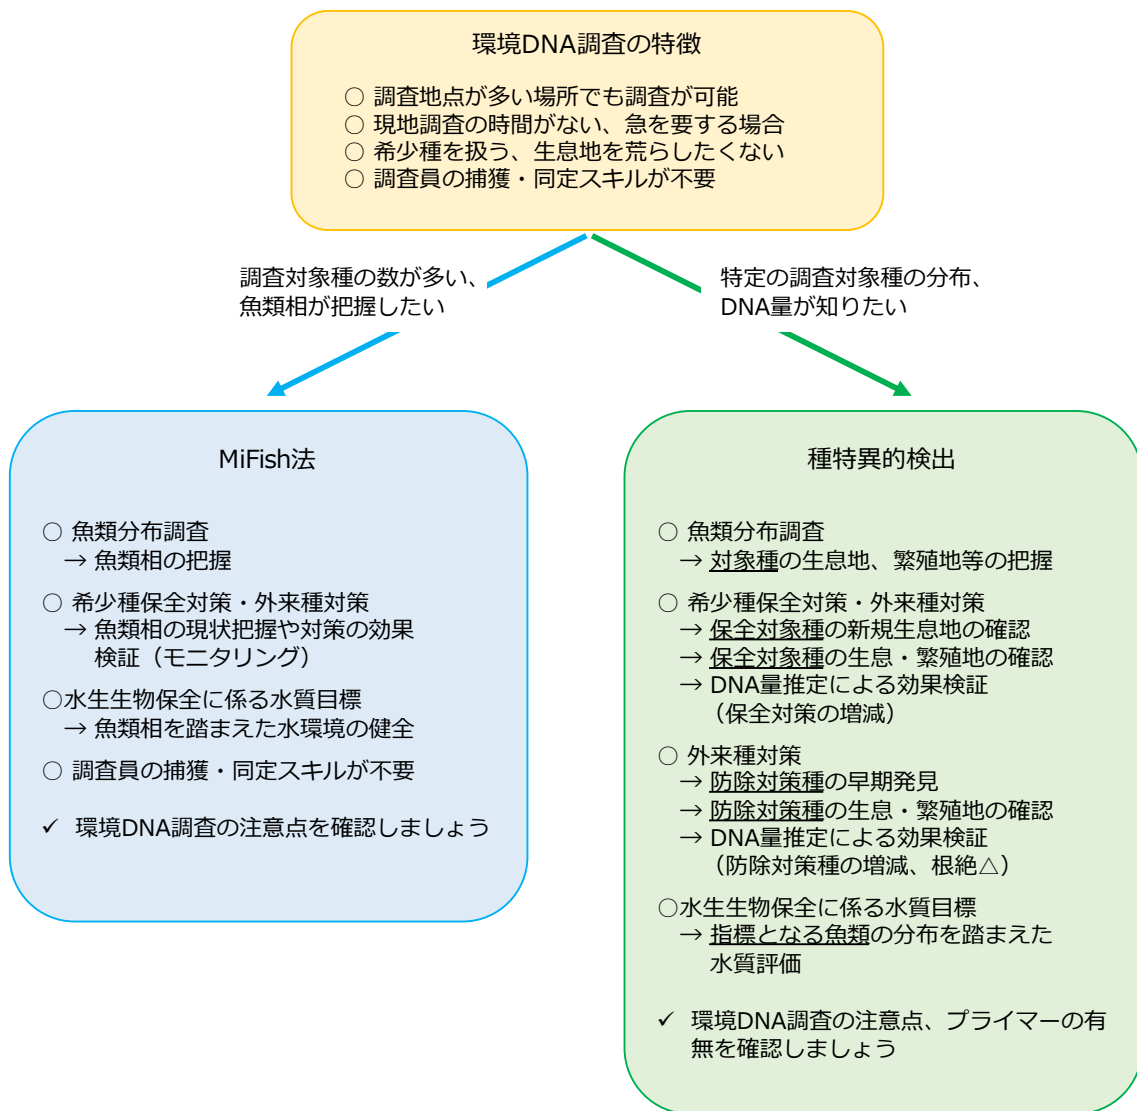 環境DNA調査の特徴
○ 調査地点が多い場所でも調査が可能
○ 現地調査の時間がない、急を要する場合
○ 希少種を扱う、生息地を荒らしたくない
○ 調査員の捕獲・同定スキルが不要
調査対象種の数が多い、
魚類相が把握したい
特定の調査対象種の分布、
DNA量が知りたい
MiFish法
○ 魚類分布調査
→ 魚類相の把握
○ 希少種保全対策・外来種対策
→ 魚類相の現状把握や対策の効果
検証（モニタリング）
○水生生物保全に係る水質目標
→ 魚類相を踏まえた水環境の健全
○ 調査員の捕獲・同定スキルが不要
✓ 環境DNA調査の注意点を確認しましょう
種特異的検出
○ 魚類分布調査
→ 対象種の生息地、繁殖地等の把握
○ 希少種保全対策・外来種対策
→ 保全対象種の新規生息地の確認
→ 保全対象種の生息・繁殖地の確認
→ DNA量推定による効果検証
（保全対策の増減）
○ 外来種対策
→ 防除対策種の早期発見
→ 防除対策種の生息・繁殖地の確認
→ DNA量推定による効果検証
（防除対策種の増減、根絶△）
○水生生物保全に係る水質目標
→ 指標となる魚類の分布を踏まえた
水質評価
✓ 環境DNA調査の注意点、プライマーの有
無を確認しましょう